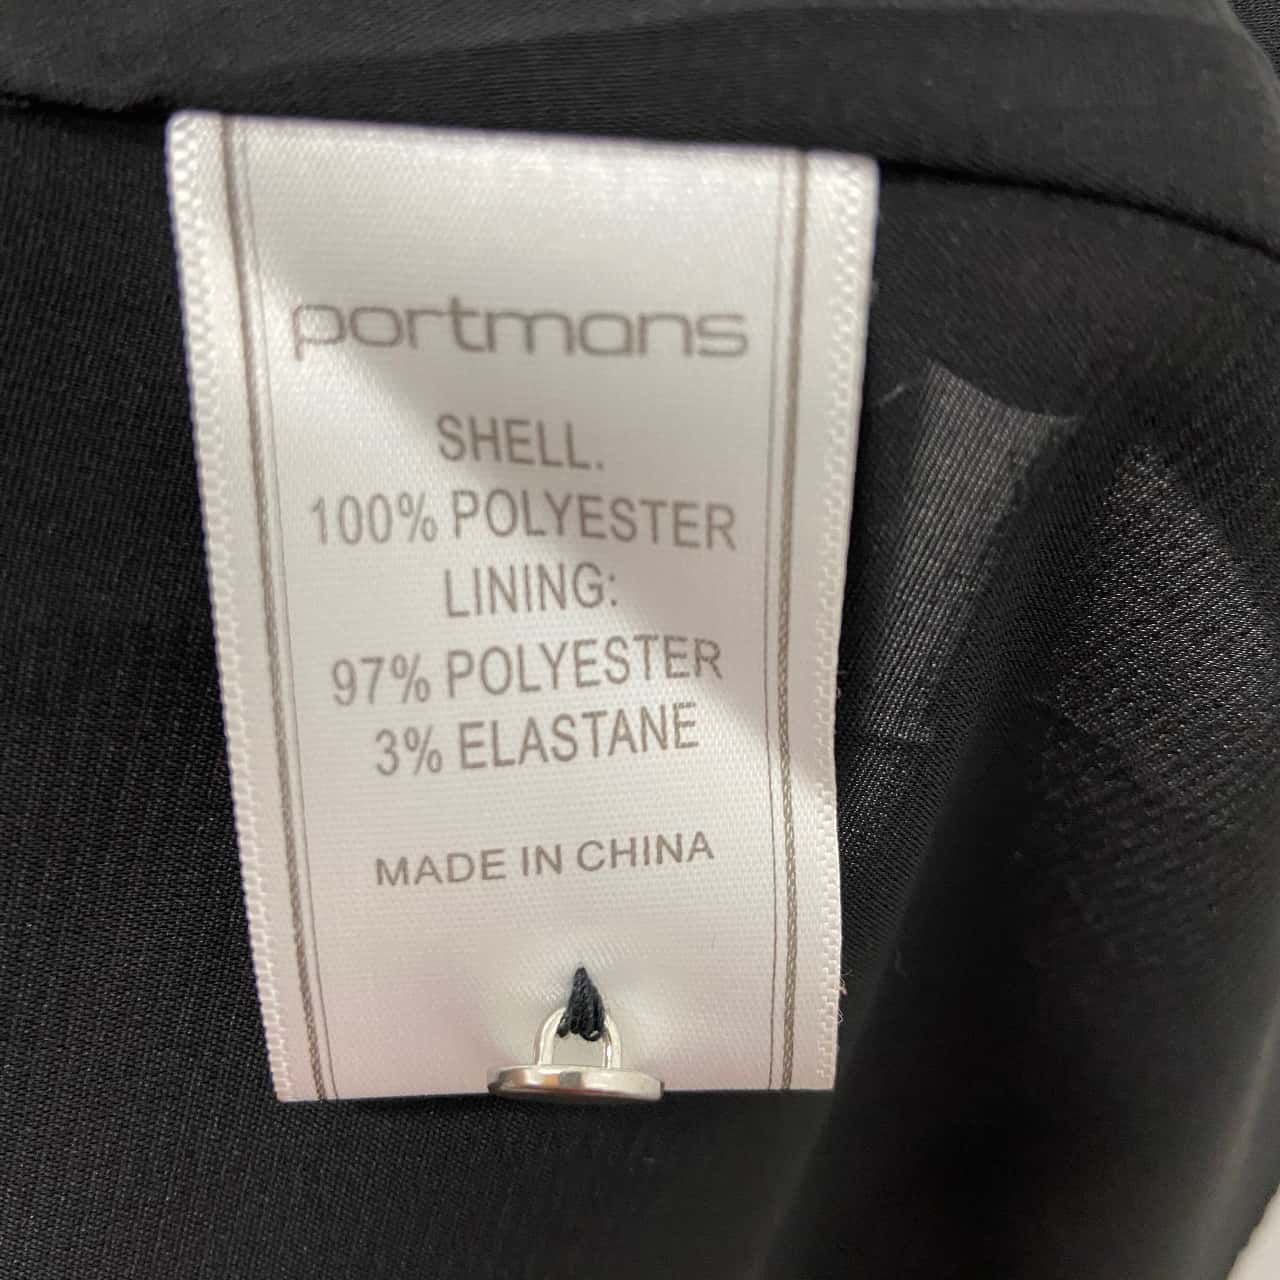 portmans
SHELL.
100% POLYESTER
LINING:
97% POLYESTER
3% ELASTANE
MADE IN CHINA